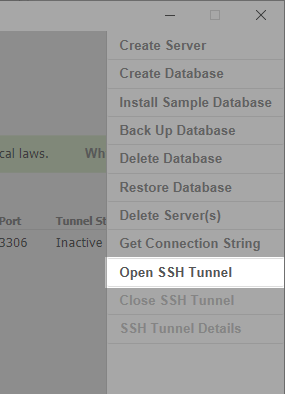 Create Server
Create Database
Install Sample Database
cal laws. Wh
Back Up Database
Delete Database
Restore Database
Port Tunnel St
Delete Server(s)
3306 Inactive
Get Connection String
Open SSH Tunnel
Close SSH Tunnel
SSH Tunnel Details